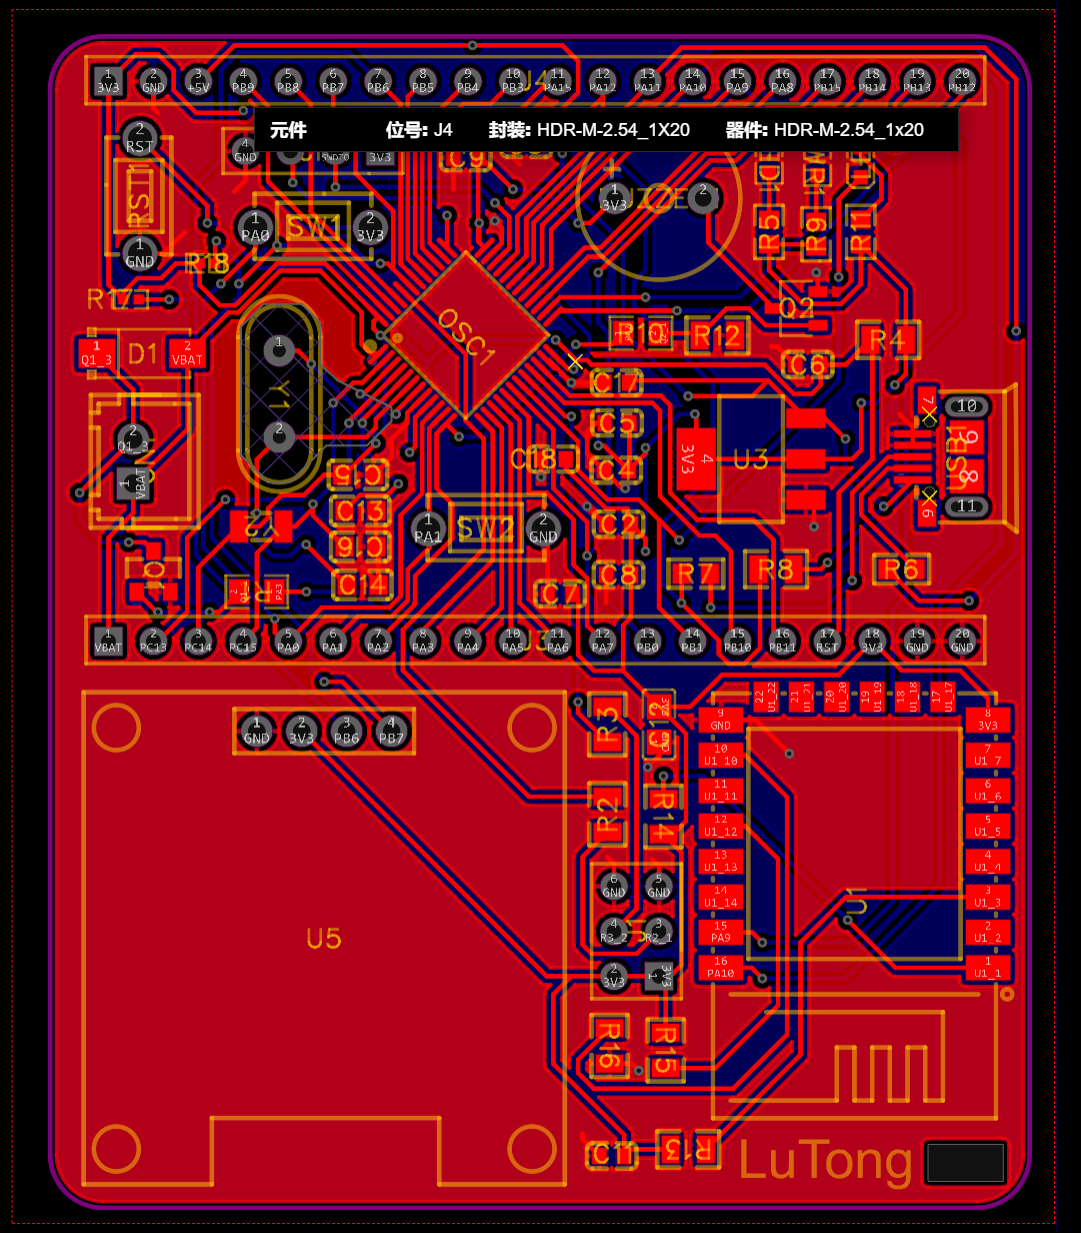 1 2 3 4 5 6 7 8 9 10 11 12 13 14 15 16 17 18 19 20
3V3 GND +5V PB9 PB8 PB7 PB6 PB5 PB4 PB3 PA15 PA12 PA11 PA10 PA9 PA8 PB15 PB14 PB13 PB12
J4
元件 位号: J4 封装: HDR-M-2.54_1X20 器件: HDR-M-2.54_1x20
2
RST
RST1
1
GND
4
GND
SWDIO
3V3
C9
1
PA0
SW1
2
3V3
1
3V3
2
R5
R9
R11
R18
R17
OSC1
Q2
R10
R12
R4
1
Q1_3
D1
2
VBAT
1
Y1
2
C17
C6
C5
C4
C18
4
3V3
U3
7
10
9
8
USB1
11
6
2
Q1_3
1
VBAT
C15
C13
C16
C14
Y2
1
PA1
SW2
2
GND
C2
C8
C7
R7
R8
R6
Q1
R1
1 2 3 4 5 6 7 8 9 10 11 12 13 14 15 16 17 18 19 20
VBAT PC13 PC14 PC15 PA0 PA1 PA2 PA3 PA4 PA5 PA6 PA7 PB0 PB1 PB10 PB11 RST 3V3 GND GND
J3
1 2 3 4
GND 3V3 PB6 PB7
R3
C12
R2
R14
22 21 20 19 18 17
U1_22 U1_21 U1_20 U1_19 U1_18 U1_17
9
GND
8
3V3
10
U1_10
7
U1_7
11
U1_11
6
U1_6
12
U1_12
5
U1_5
13
U1_13
4
U1_4
14
U1_14
3
U1_3
15
PA9
2
U1_2
16
PA10
1
U1_1
U1
U5
6 5
GND GND
4 3
R3_2 R2_1
2 1
3V3 3V3
R16
R15
C11
R13
LuTong